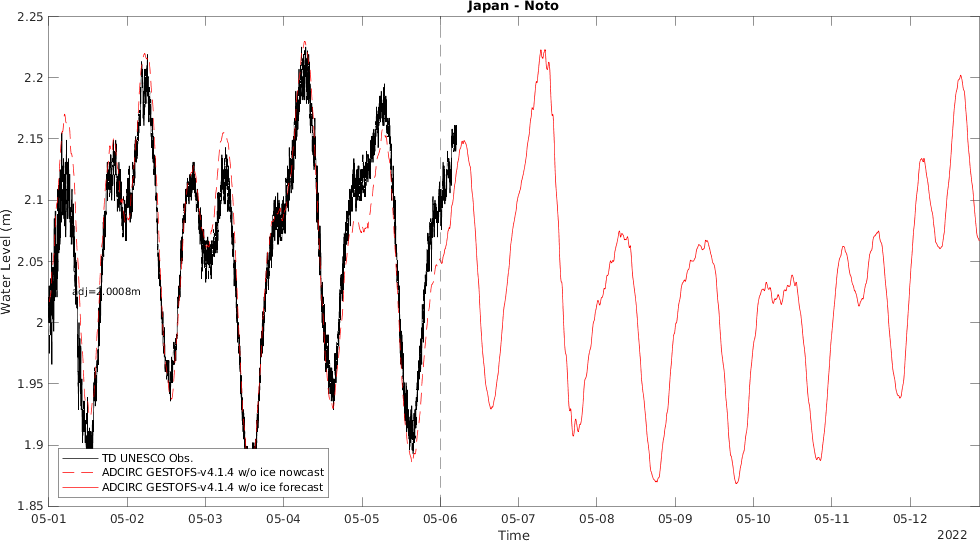 Japan - Noto
Water Level (m)
2.25
2.2
2.15
2.1
2.05
2
1.95
1.9
1.85
adj=2.0008m
TD UNESCO Obs.
ADCIRC GESTOFS-v4.1.4 w/o ice nowcast
ADCIRC GESTOFS-v4.1.4 w/o ice forecast
05-01 05-02 05-03 05-04 05-05 05-06 05-07 05-08 05-09 05-10 05-11 05-12
Time
2022